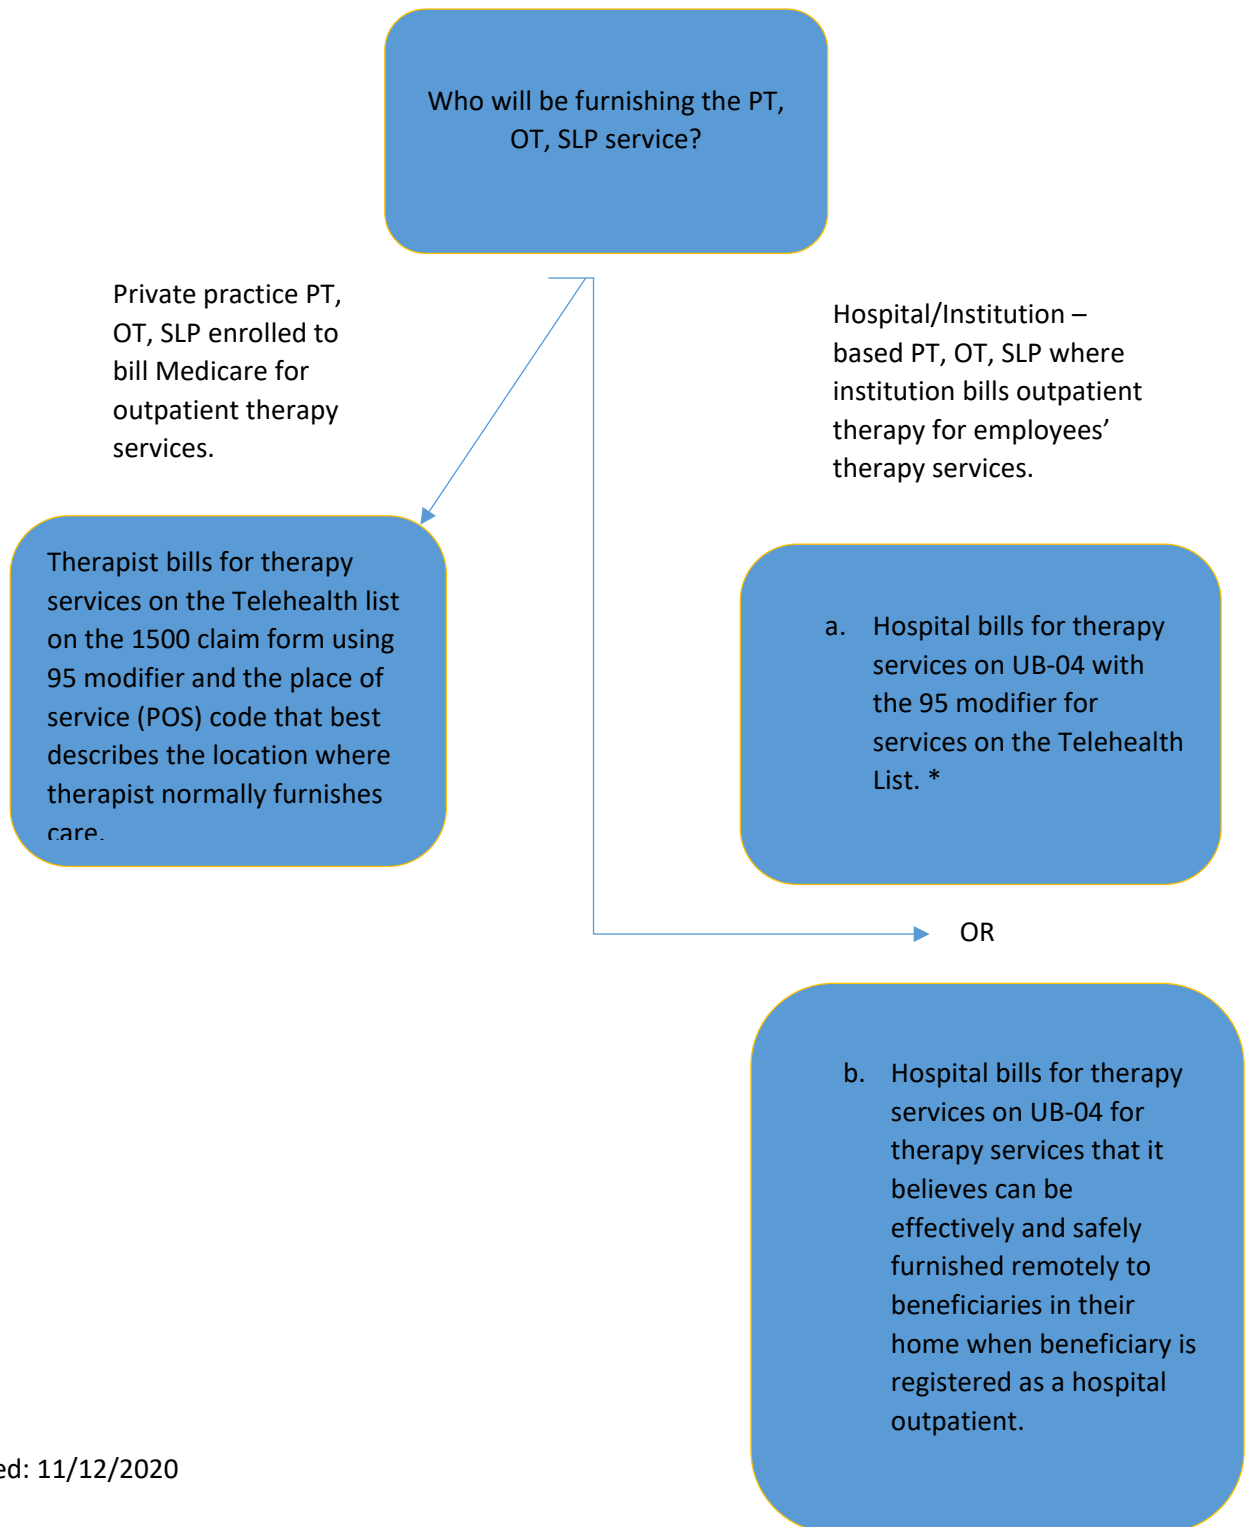 Who will be furnishing the PT,
OT, SLP service?
Private practice PT,
OT, SLP enrolled to
bill Medicare for
outpatient therapy
services.
Hospital/Institution –
based PT, OT, SLP where
institution bills outpatient
therapy for employees’
therapy services.
Therapist bills for therapy
services on the Telehealth list
on the 1500 claim form using
95 modifier and the place of
service (POS) code that best
describes the location where
therapist normally furnishes
care.
a. Hospital bills for therapy
services on UB-04 with
the 95 modifier for
services on the Telehealth
List. *
OR
b. Hospital bills for therapy
services on UB-04 for
therapy services that it
believes can be
effectively and safely
furnished remotely to
beneficiaries in their
home when beneficiary is
registered as a hospital
outpatient.
ed: 11/12/2020